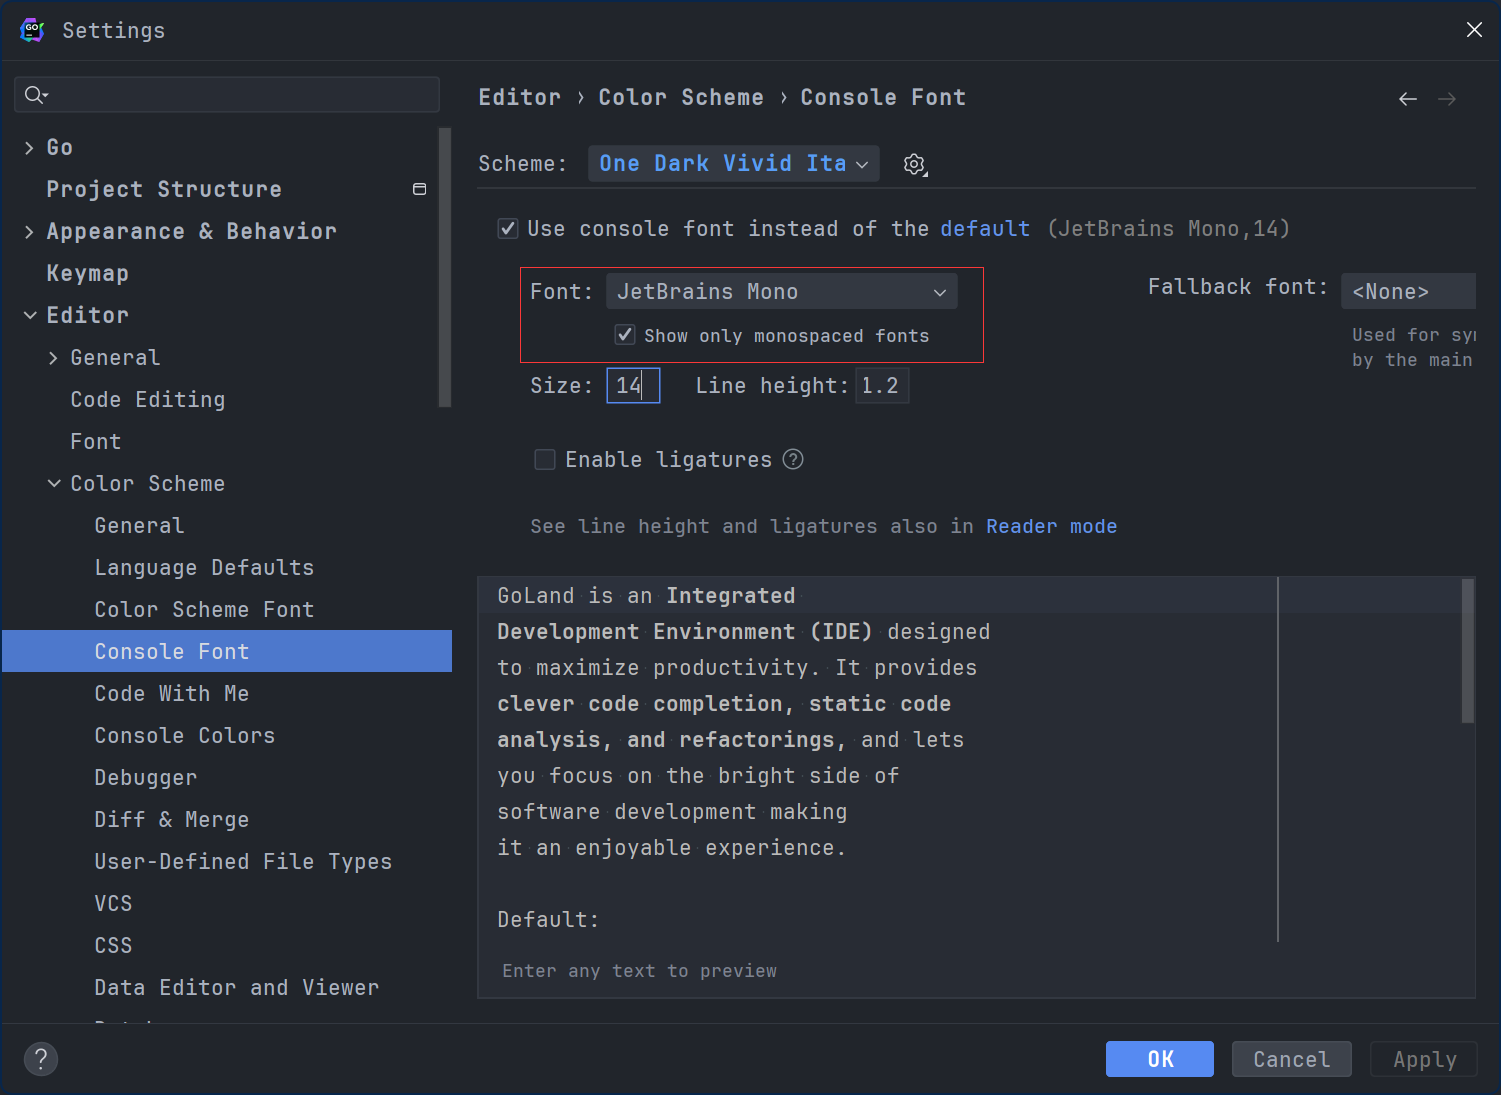 GO
Settings
Editor › Color Scheme › Console Font
Go
Project Structure
Appearance & Behavior
Keymap
Editor
General
Code Editing
Font
Color Scheme
General
Language Defaults
Color Scheme Font
Console Font
Code With Me
Console Colors
Debugger
Diff & Merge
User-Defined File Types
VCS
CSS
Data Editor and Viewer
Scheme: One Dark Vivid Ita
Use console font instead of the default (JetBrains Mono,14)
Font: JetBrains Mono
Show only monospaced fonts
Fallback font: <None>
Used for
by the main
Size: 14 Line height: 1.2
Enable ligatures ?
See line height and ligatures also in Reader mode
GoLand is an Integrated
Development Environment (IDE) designed
to maximize productivity. It provides
clever code completion, static code
analysis, and refactorings, and lets
you focus on the bright side of
software development making
it an enjoyable experience.
Default:
Enter any text to preview
?
OK
Cancel
Apply